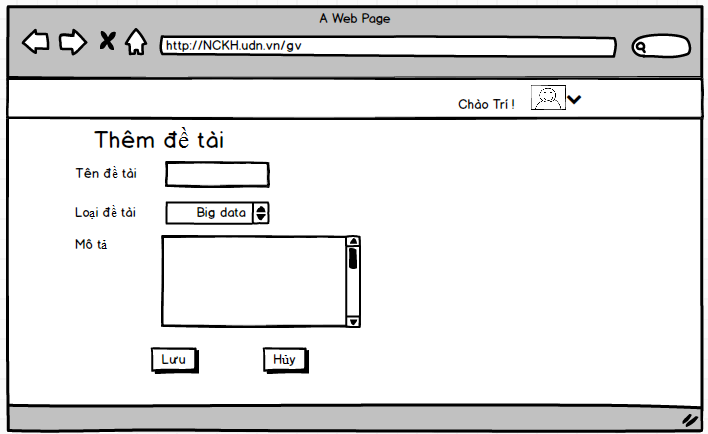 A Web Page
http://NCKH.udn.vn/gv
Chào Trí !
Thêm đề tài
Tên đề tài
Loại đề tài
Big data
Mô tả
Lưu
Hủy